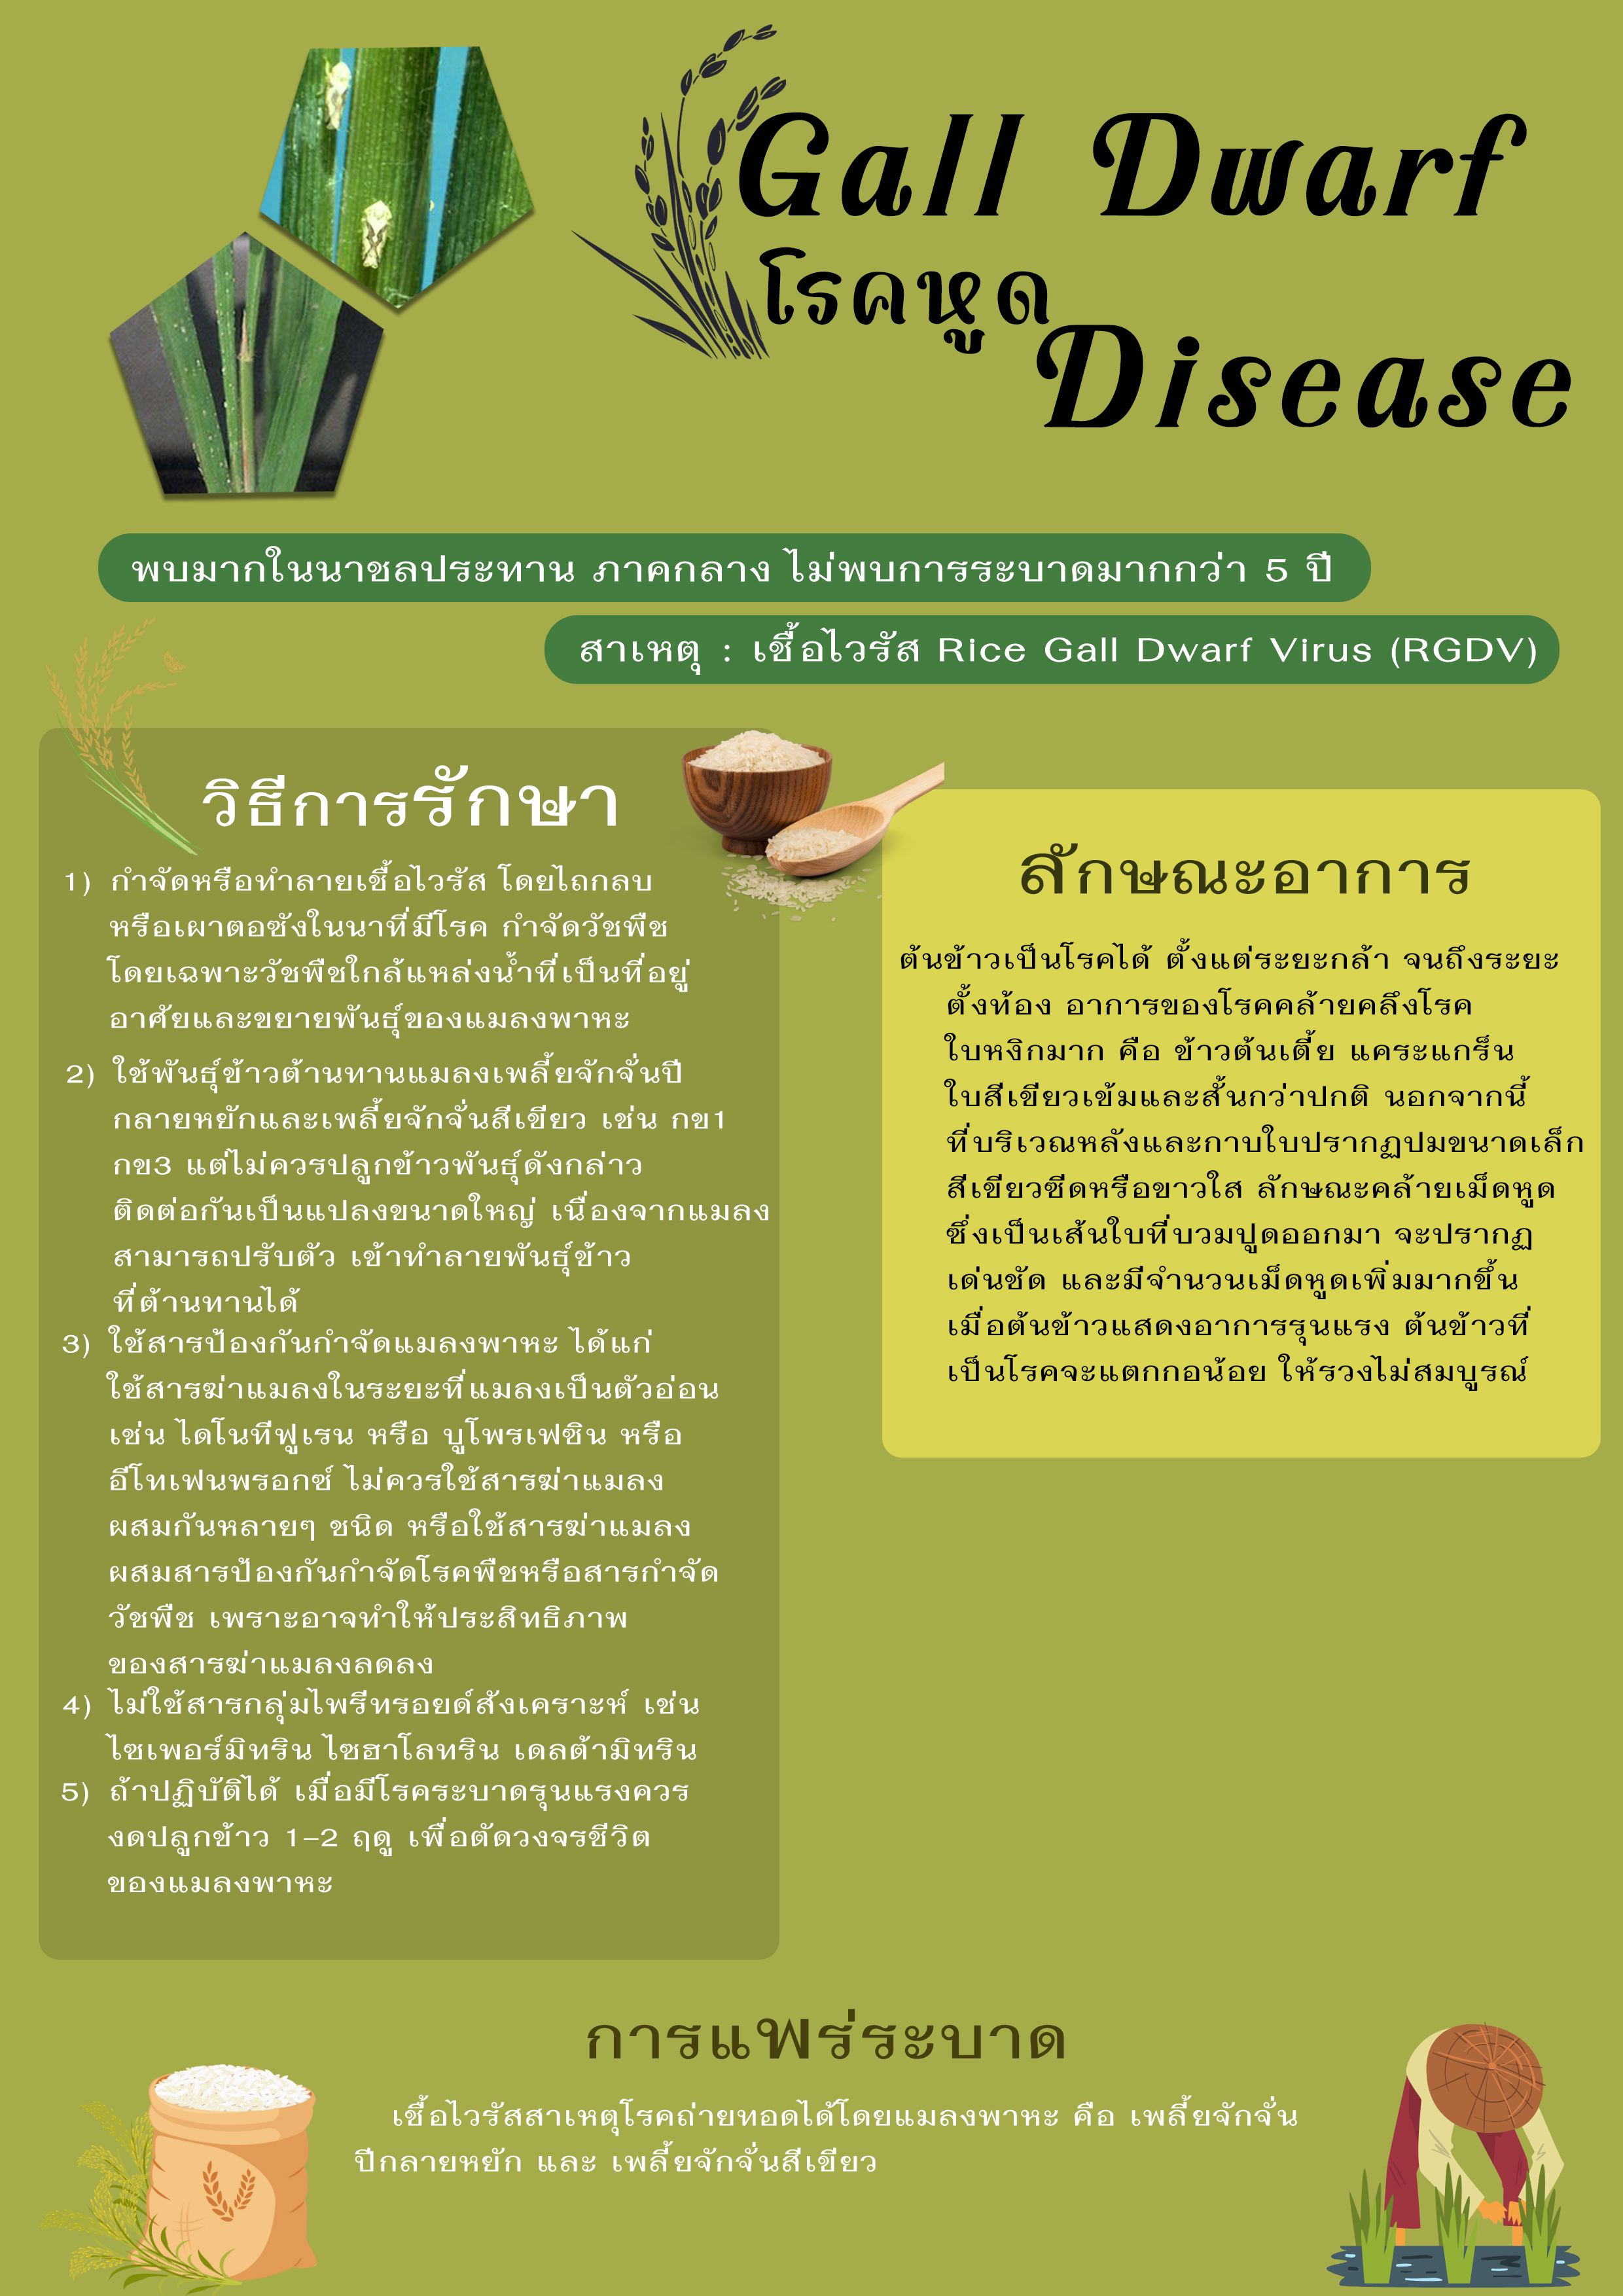 Gall Dwarf
โรคหูด
Disease
พบมากในนาชลประทาน ภาคกลาง ไม่พบการระบาดมากกว่า 5 ปี
สาเหตุ : เชื้อไวรัส Rice Gall Dwarf Virus (RGDV)
วิธีการรักษา
1) กำจัดหรือทำลายเชื้อไวรัส โดยไถกลบ
หรือเผาตอซังในนาที่มีโรค กำจัดวัชพืช
โดยเฉพาะวัชพืชใกล้แหล่งน้ำที่เป็นที่อยู่
อาศัยและขยายพันธุ์ของแมลงพาหะ
2) ใช้พันธุ์ข้าวต้านทานแมลงเพลี้ยจักจั่นปี
กลายหยักและเพลี้ยจักจั่นสีเขียว เช่น กข1
กข3 แต่ไม่ควรปลูกข้าวพันธุ์ดังกล่าว
ติดต่อกันเป็นแปลงขนาดใหญ่ เนื่องจากแมลง
สามารถปรับตัว เข้าทำลายพันธุ์ข้าว
ที่ต้านทานได้
3) ใช้สารป้องกันกำจัดแมลงพาหะ ได้แก่
ใช้สารฆ่าแมลงในระยะที่แมลงเป็นตัวอ่อน
เช่น ไดโนทีฟูเรน หรือ บูโพรเฟซิน หรือ
อีโทเฟนพรอกซ์ ไม่ควรใช้สารฆ่าแมลง
ผสมกันหลายๆ ชนิด หรือใช้สารฆ่าแมลง
ผสมสารป้องกันกำจัดโรคพืชหรือสารกำจัด
วัชพืช เพราะอาจทำให้ประสิทธิภาพ
ของสารฆ่าแมลงลดลง
4) ไม่ใช้สารกลุ่มไพรีทรอยด์สังเคราะห์ เช่น
ไซเพอร์มิทริน ไซฮาโลทริน เดลต้ามิทริน
5) ถ้าปฏิบัติได้ เมื่อมีโรคระบาดรุนแรงควร
งดปลูกข้าว 1-2 ฤดู เพื่อตัดวงจรชีวิต
ของแมลงพาหะ
ลักษณะอาการ
ต้นข้าวเป็นโรคได้ ตั้งแต่ระยะกล้า จนถึงระยะ
ตั้งท้อง อาการของโรคคล้ายคลึงโรค
ใบหงิกมาก คือ ข้าวต้นเตี้ย แคระแกร็น
ใบสีเขียวเข้มและสั้นกว่าปกติ นอกจากนี้
ที่บริเวณหลังและกาบใบปรากฏปมขนาดเล็ก
สีเขียวซีดหรือขาวใส ลักษณะคล้ายเม็ดหูด
ซึ่งเป็นเส้นใบที่บวมปูดออกมา จะปรากฏ
เด่นชัด และมีจำนวนเม็ดหูดเพิ่มมากขึ้น
เมื่อต้นข้าวแสดงอาการรุนแรง ต้นข้าวที่
เป็นโรคจะแตกกอน้อย ให้รวงไม่สมบูรณ์
การแพร่ระบาด
เชื้อไวรัสสาเหตุโรคถ่ายทอดได้โดยแมลงพาหะ คือ เพลี้ยจักจั่น
ปีกลายหยัก และ เพลี้ยจักจั่นสีเขียว